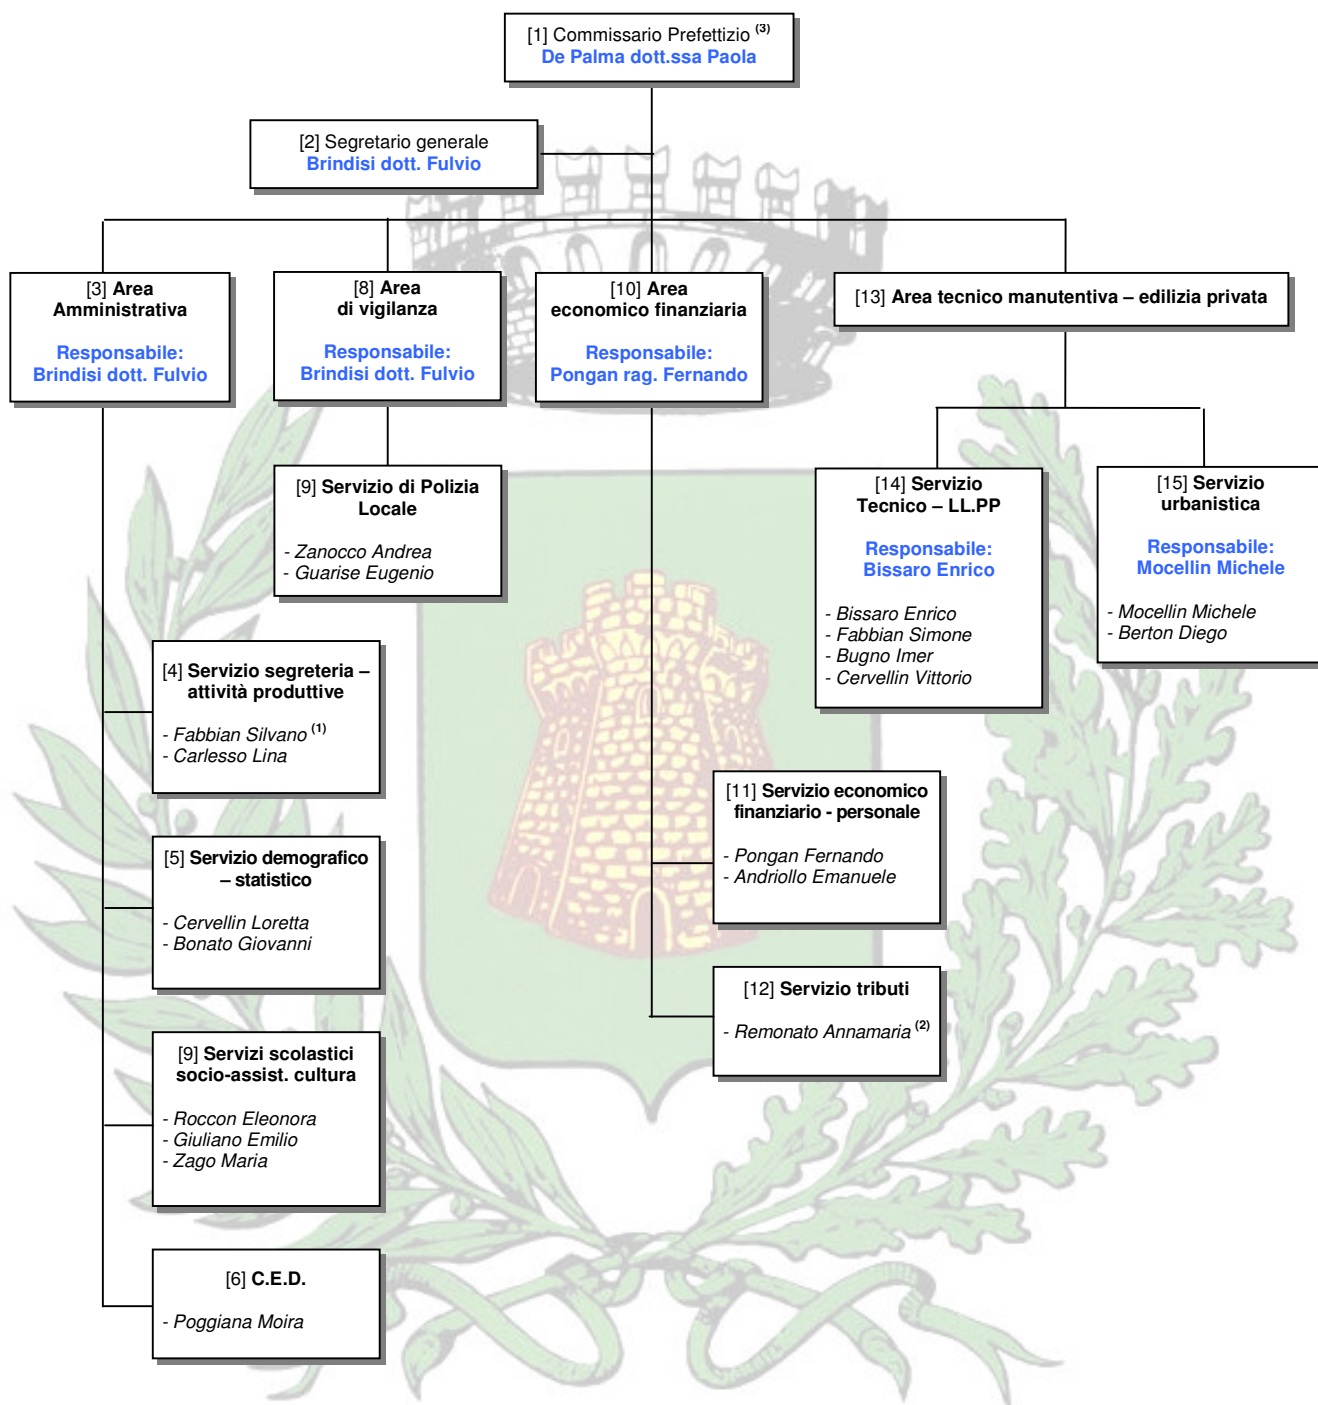 [1] Commissario Prefettizio (3)
De Palma dott.ssa Paola
[2] Segretario generale
Brindisi dott. Fulvio
[3] Area
Amministrativa
Responsabile:
Brindisi dott. Fulvio
[8] Area
di vigilanza
Responsabile:
Brindisi dott. Fulvio
[10] Area
economico finanziaria
Responsabile:
Pongan rag. Fernando
[13] Area tecnico manutentiva – edilizia privata
[9] Servizio di Polizia
Locale
- Zanocco Andrea
- Guarise Eugenio
[14] Servizio
Tecnico – LL.PP
Responsabile:
Bissaro Enrico
- Bissaro Enrico
- Fabbian Simone
- Bugno Imer
- Cervellin Vittorio
[15] Servizio
urbanistica
Responsabile:
Mocellin Michele
- Mocellin Michele
- Berton Diego
[4] Servizio segreteria –
attività produttive
- Fabbian Silvano (1)
- Carlesso Lina
[11] Servizio economico
finanziario - personale
- Pongan Fernando
- Andriollo Emanuele
[5] Servizio demografico
– statistico
- Cervellin Loretta
- Bonato Giovanni
[12] Servizio tributi
- Remonato Annamaria (2)
[9] Servizi scolastici
socio-assist. cultura
- Roccon Eleonora
- Giuliano Emilio
- Zago Maria
[6] C.E.D.
- Poggiana Moira